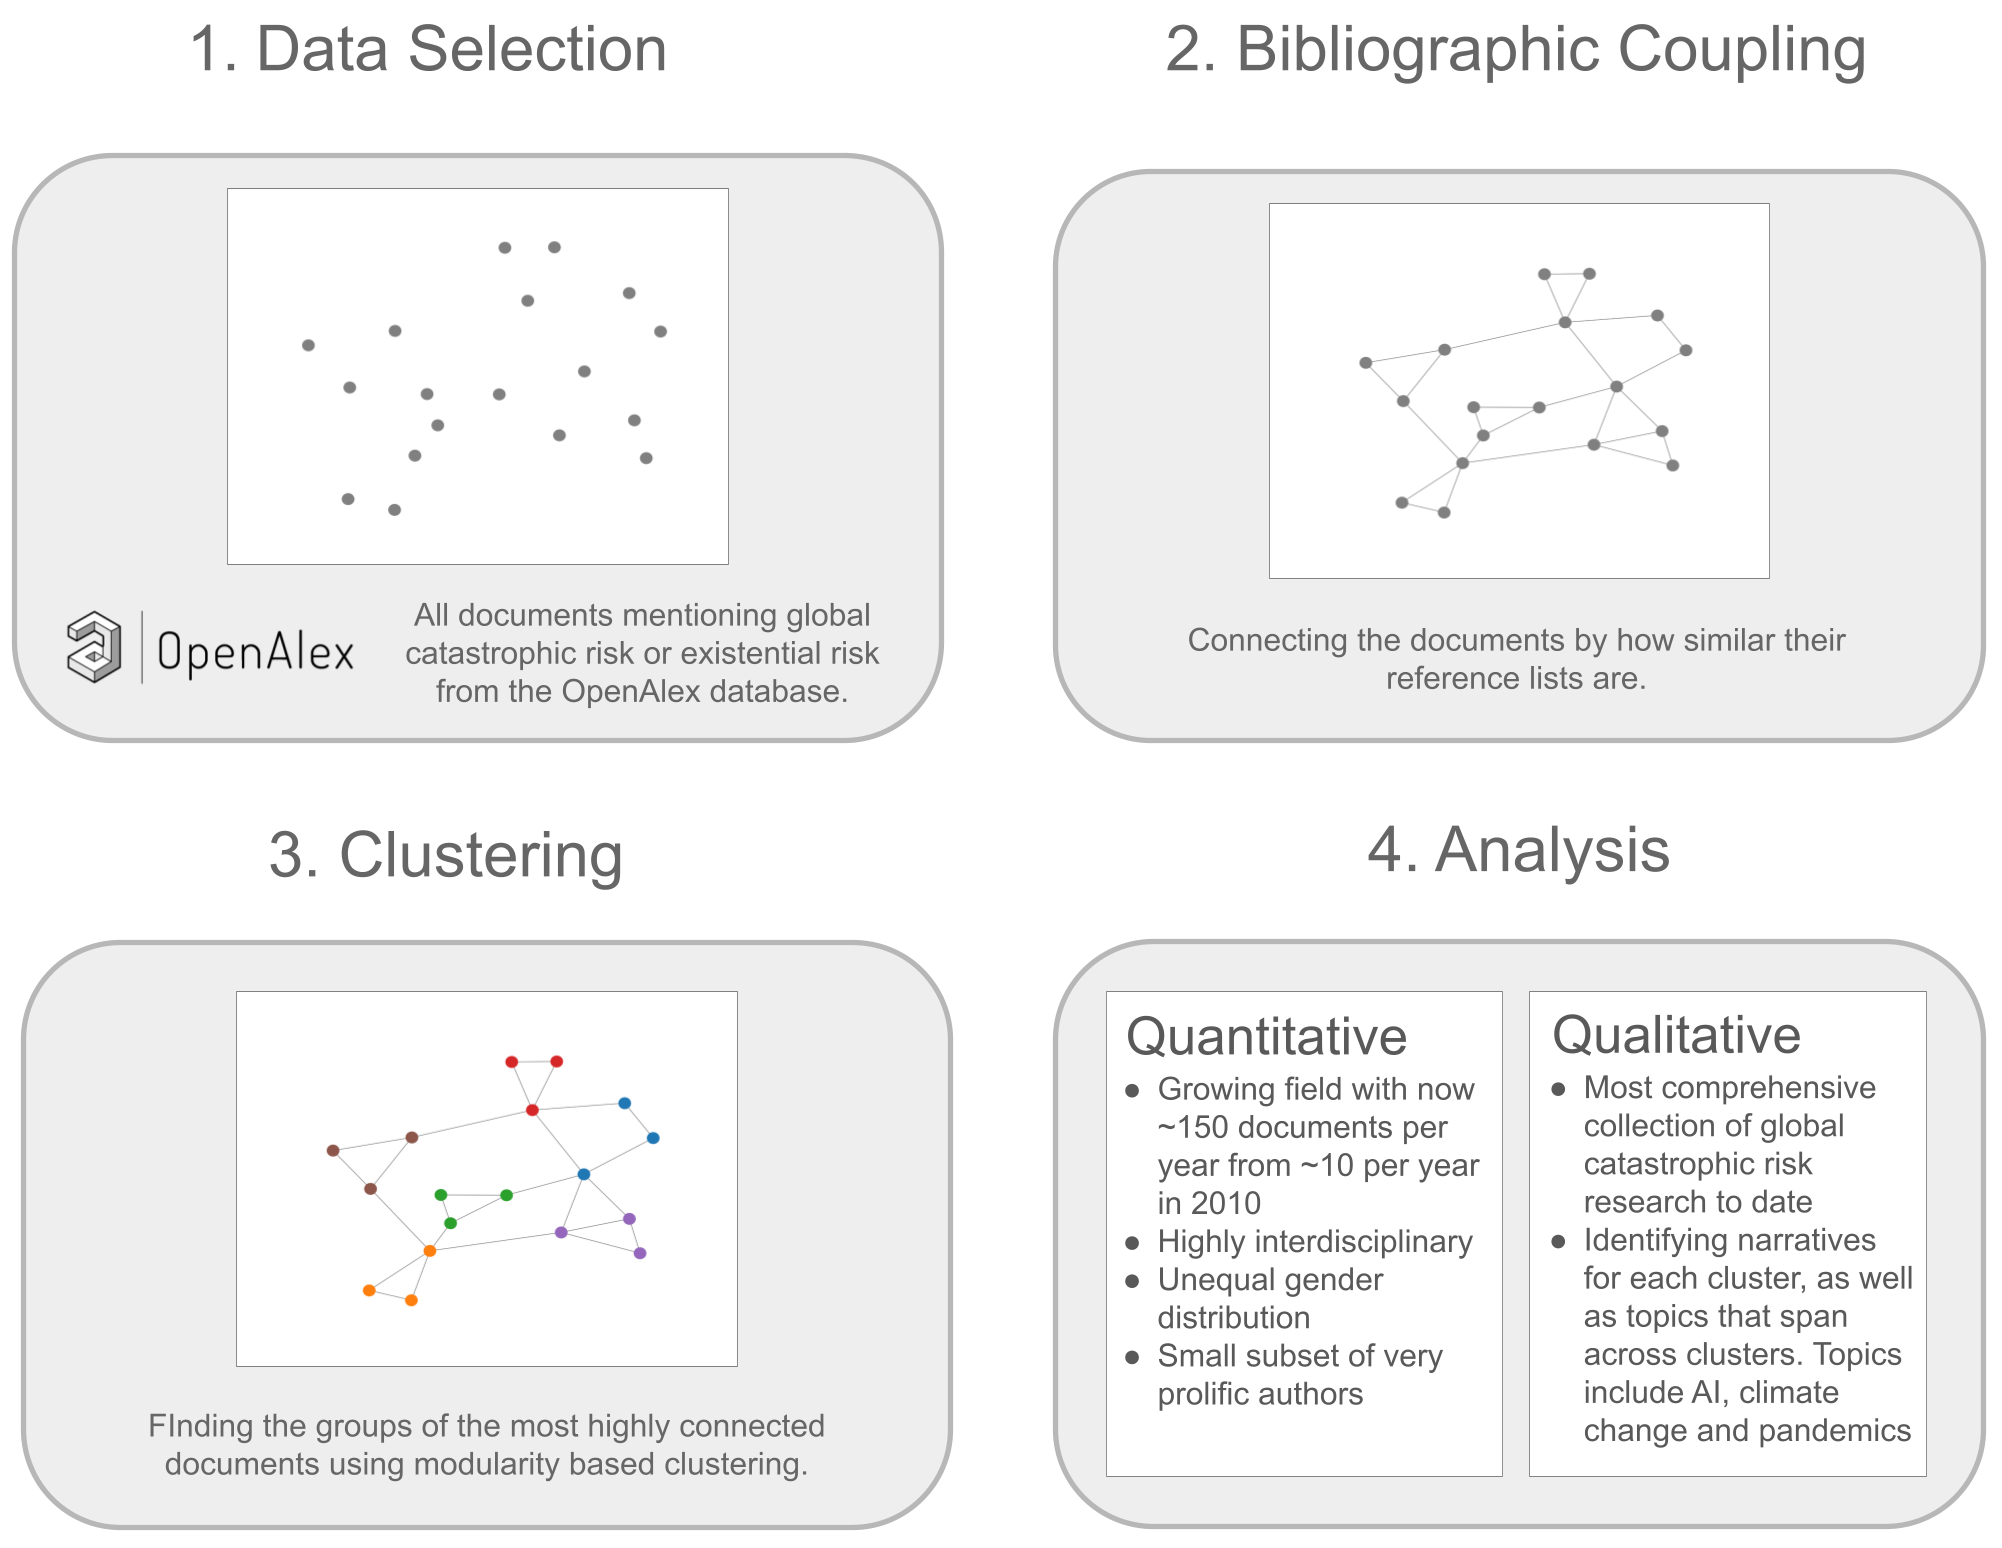 1. Data Selection
OpenAlex
All documents mentioning global
catastrophic risk or existential risk
from the OpenAlex database.
2. Bibliographic Coupling
Connecting the documents by how similar their
reference lists are.
3. Clustering
FInding the groups of the most highly connected
documents using modularity based clustering.
4. Analysis
Quantitative
● Growing field with now
~150 documents per
year from ~10 per year
in 2010
● Highly interdisciplinary
● Unequal gender
distribution
● Small subset of very
prolific authors
Qualitative
● Most comprehensive
collection of global
catastrophic risk
research to date
● Identifying narratives
for each cluster, as well
as topics that span
across clusters. Topics
include AI, climate
change and pandemics